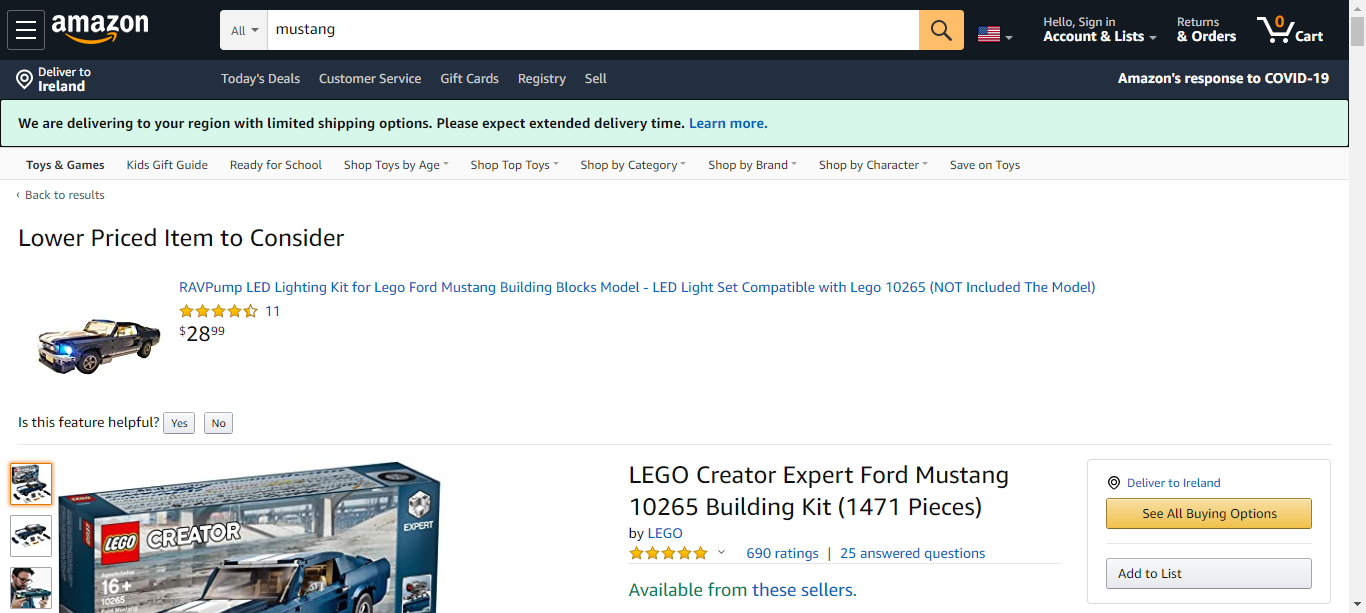 amazon
All
mustang
Hello, Sign in
Account & Lists
Returns
& Orders
0
Cart
Deliver to
Ireland
Today's Deals
Customer Service
Gift Cards
Registry
Sell
Amazon's response to COVID-19
We are delivering to your region with limited shipping options. Please expect extended delivery time. Learn more.
Toys & Games
Kids Gift Guide
Ready for School
Shop Toys by Age
Shop Top Toys
Shop by Category
Shop by Brand
Shop by Character
Save on Toys
‹ Back to results
Lower Priced Item to Consider
RAVPump LED Lighting Kit for Lego Ford Mustang Building Blocks Model - LED Light Set Compatible with Lego 10265 (NOT Included The Model)
11
$2899
Is this feature helpful?
Yes
No
LEGO
CREATOR
EXPERT
16+
10265
Ford Mustang
LEGO Creator Expert Ford Mustang
10265 Building Kit (1471 Pieces)
by LEGO
690 ratings | 25 answered questions
Available from these sellers.
Deliver to Ireland
See All Buying Options
Add to List